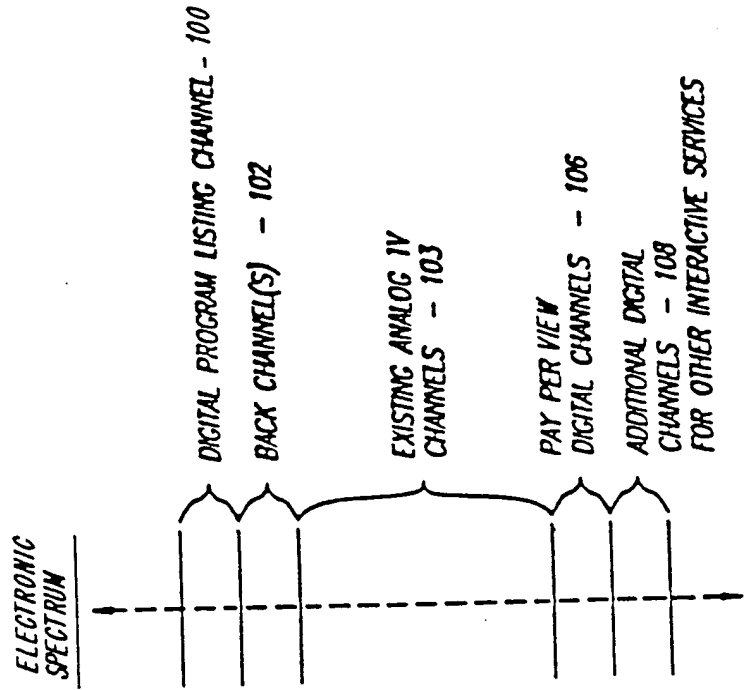 ELECTRONIC
SPECTRUM
DIGITAL PROGRAM LISTING CHANNEL - 100
BACK CHANNEL(S) - 102
EXISTING ANALOG TV
CHANNELS - 103
PAY PER VIEW
DIGITAL CHANNELS - 106
ADDITIONAL DIGITAL
CHANNELS - 108
FOR OTHER INTERACTIVE SERVICES